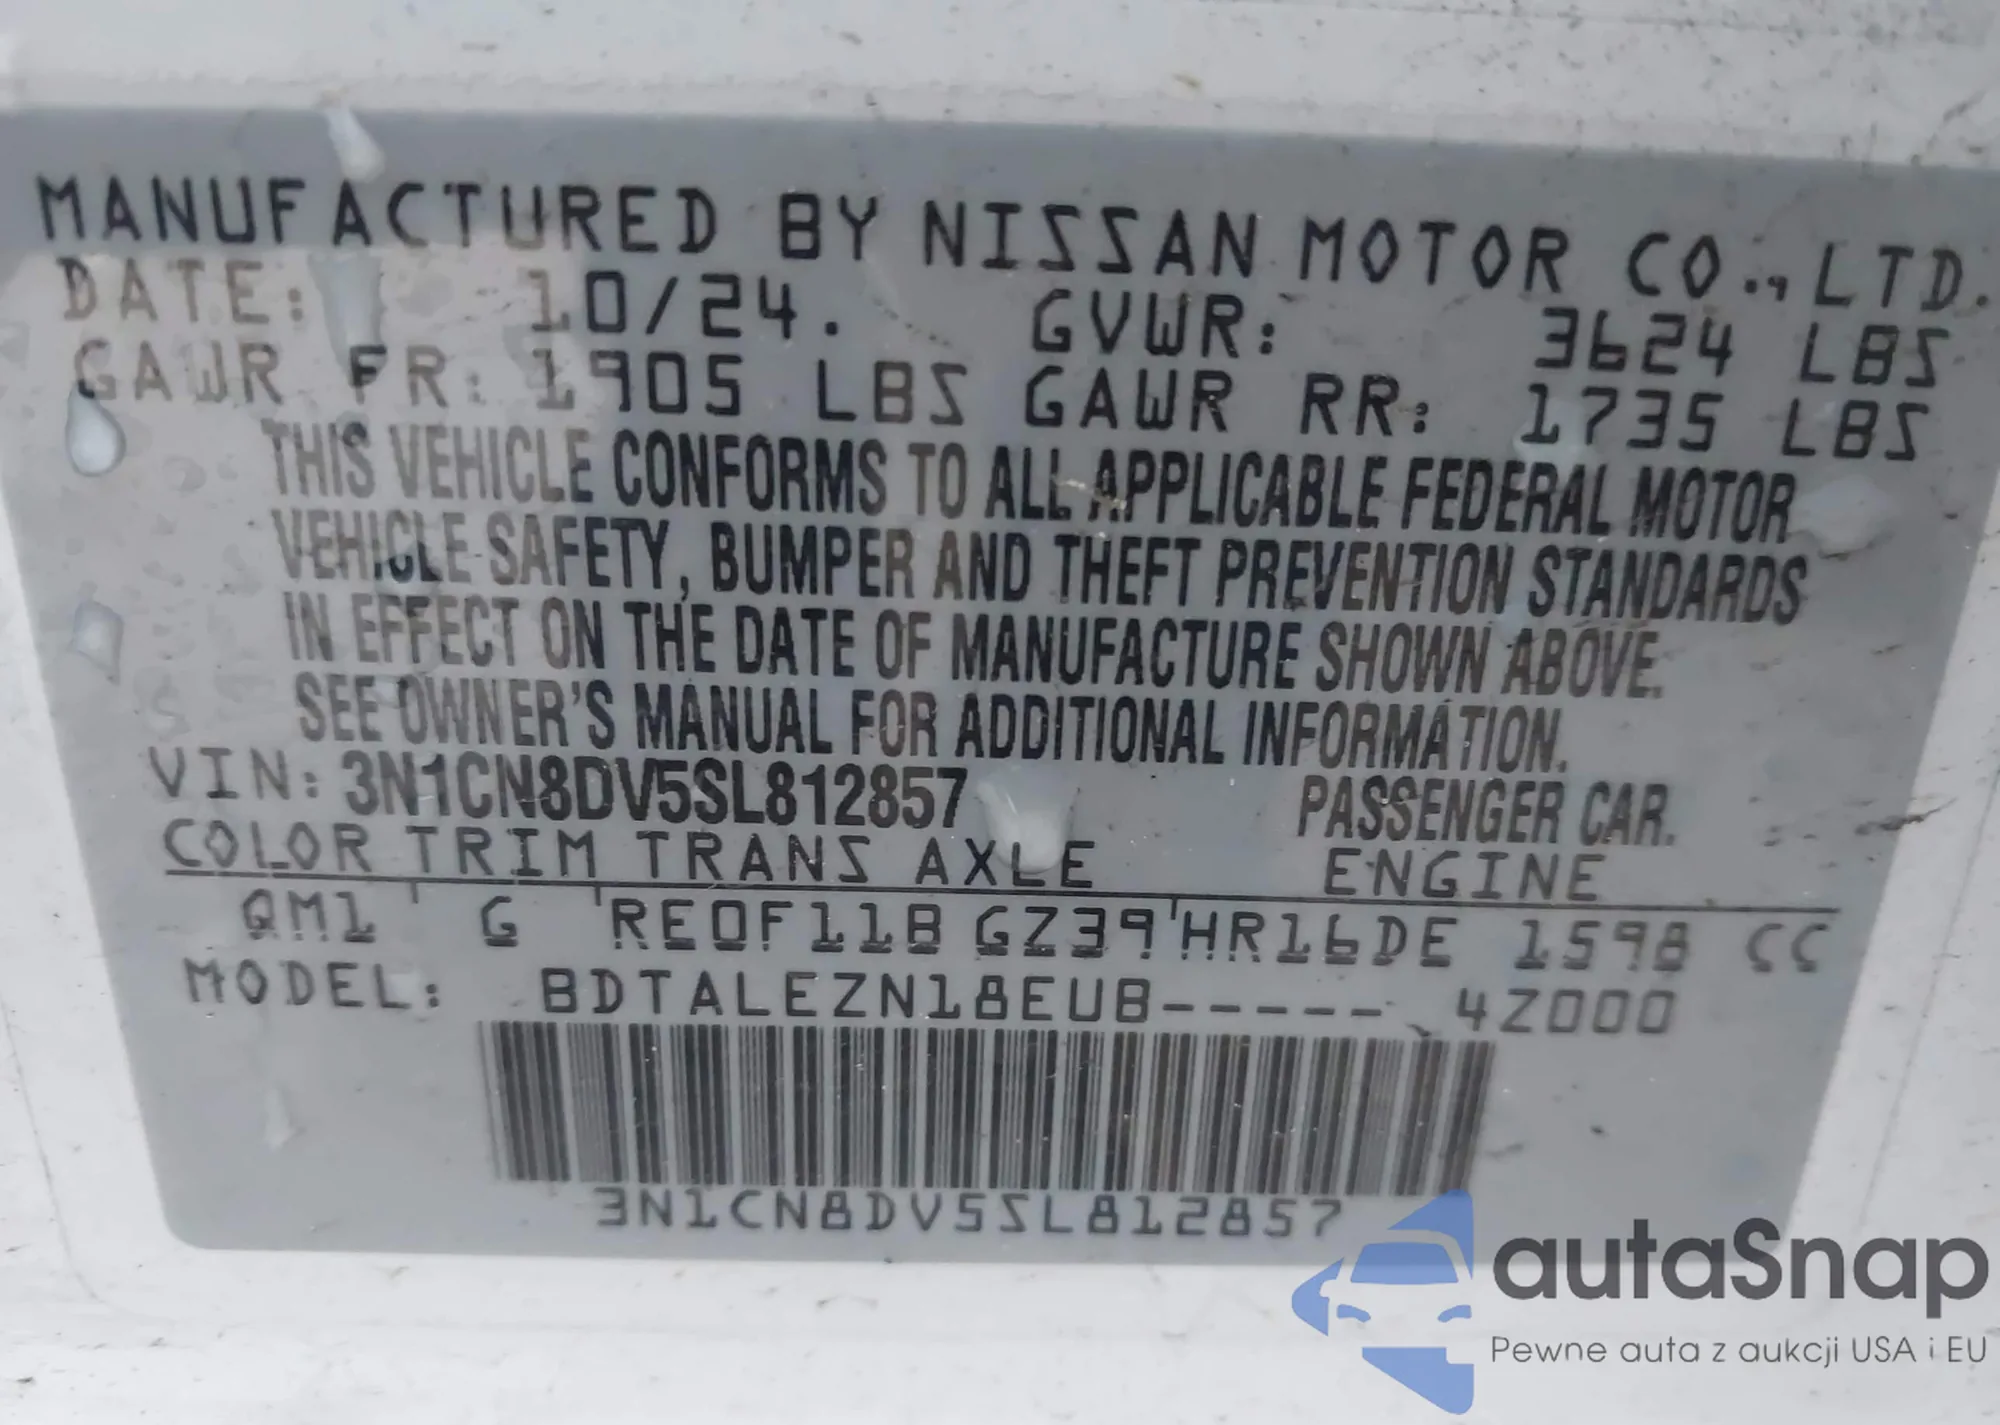 MANUFACTURED BY NISSAN MOTOR CO., LTD.
DATE: 10/24. GVWR: 3624 LBS
GAWR FR: 1905 LBS GAWR RR: 1735 LBS
THIS VEHICLE CONFORMS TO ALL APPLICABLE FEDERAL MOTOR
VEHICLE SAFETY, BUMPER AND THEFT PREVENTION STANDARDS
IN EFFECT ON THE DATE OF MANUFACTURE SHOWN ABOVE.
SEE OWNER'S MANUAL FOR ADDITIONAL INFORMATION.
VIN: 3N1CN8DV5SL812857 PASSENGER CAR.
COLOR TRIM TRANS AXLE ENGINE
QM1 G RE0F11B GZ39 HR16DE 1598 CC
MODEL: BDTALEZN18EUB----- 4Z000
3N1CN8DV5SL812857
autaSnap
Pewne auta z aukcji USA i EU